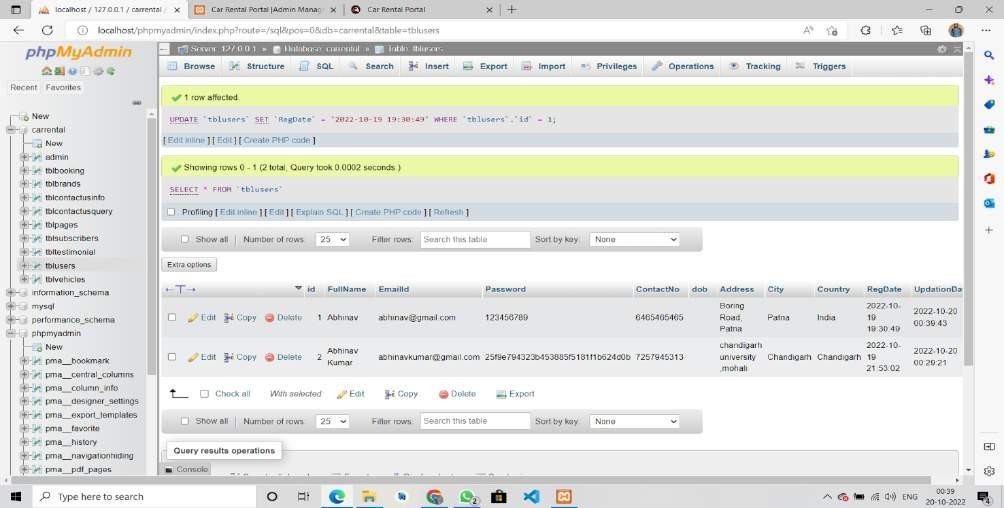 localhost / 127.0.0.1 / carrental /
Car Rental Portal |Admin Manag
Car Rental Portal
localhost/phpmyadmin/index.php?route=/sql&pos=0&db=carrental&table=tblusers
phpMyAdmin
Recent Favorites
New
carrental
New
admin
tblbooking
tblbrands
tblcontactusinfo
tblcontactusquery
tblpages
tblsubscribers
tbltestimonial
tblusers
tblvehicles
information_schema
mysql
performance_schema
phpmyadmin
New
pma__bookmark
pma__central_columns
pma__column_info
pma__designer_settings
pma__export_templates
pma__favorite
pma__history
pma__navigationhiding
pma__pdf_pages
Server: 127.0.0.1 » Database: carrental » Table: tblusers
Browse Structure SQL Search Insert Export Import Privileges Operations Tracking Triggers
1 row affected.
UPDATE `tblusers` SET `RegDate` = '2022-10-19 19:30:49' WHERE `tblusers`.`id` = 1;
[ Edit inline ] [ Edit ] [ Create PHP code ]
Showing rows 0 - 1 (2 total, Query took 0.0002 seconds.)
SELECT * FROM `tblusers`
Profiling [ Edit inline ] [ Edit ] [ Explain SQL ] [ Create PHP code ] [ Refresh ]
Show all Number of rows: 25 Filter rows: Search this table Sort by key: None
Extra options
id FullName EmailId Password ContactNo dob Address City Country RegDate UpdationDa
Edit Copy Delete 1 Abhinav abhinav@gmail.com 123456789 6465465465 Boring Road, Patna Patna India 2022-10-19 19:30:49 2022-10-20 00:39:43
Edit Copy Delete 2 Abhinav Kumar abhinavkumar@gmail.com 25f9e794323b453885f5181f1b624d0b 7257945313 chandigarh university ,mohali Chandigarh Chandigarh 2022-10-19 21:53:02 2022-10-20 00:29:21
Check all With selected: Edit Copy Delete Export
Show all Number of rows: 25 Filter rows: Search this table Sort by key: None
Query results operations
Console
Type here to search
2
ENG
00:39
20-10-2022
4